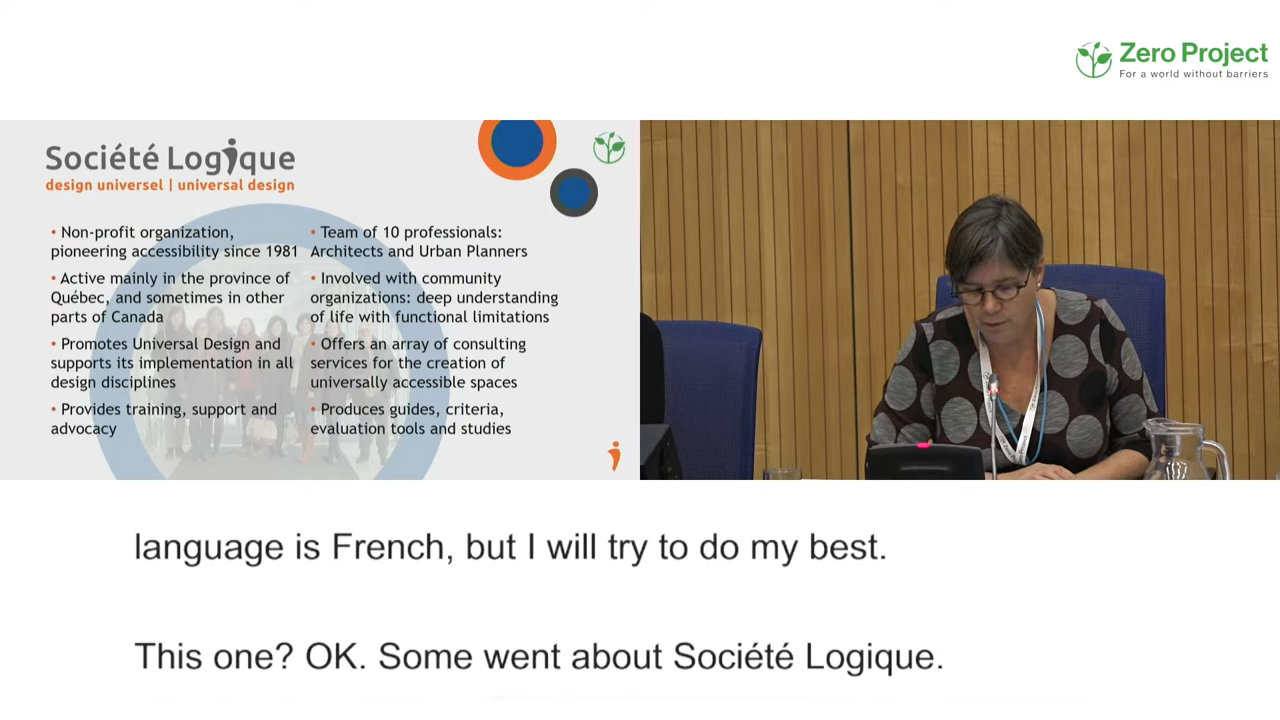 Zero Project
For a world without barriers
Société Logique
design universel | universal design
• Non-profit organization,
pioneering accessibility since 1981
• Active mainly in the province of
Québec, and sometimes in other
parts of Canada
• Promotes Universal Design and
supports its implementation in all
design disciplines
• Provides training, support and
advocacy
• Team of 10 professionals:
Architects and Urban Planners
• Involved with community
organizations: deep understanding
of life with functional limitations
• Offers an array of consulting
services for the creation of
universally accessible spaces
• Produces guides, criteria,
evaluation tools and studies
language is French, but I will try to do my best.
This one? OK. Some went about Société Logique.